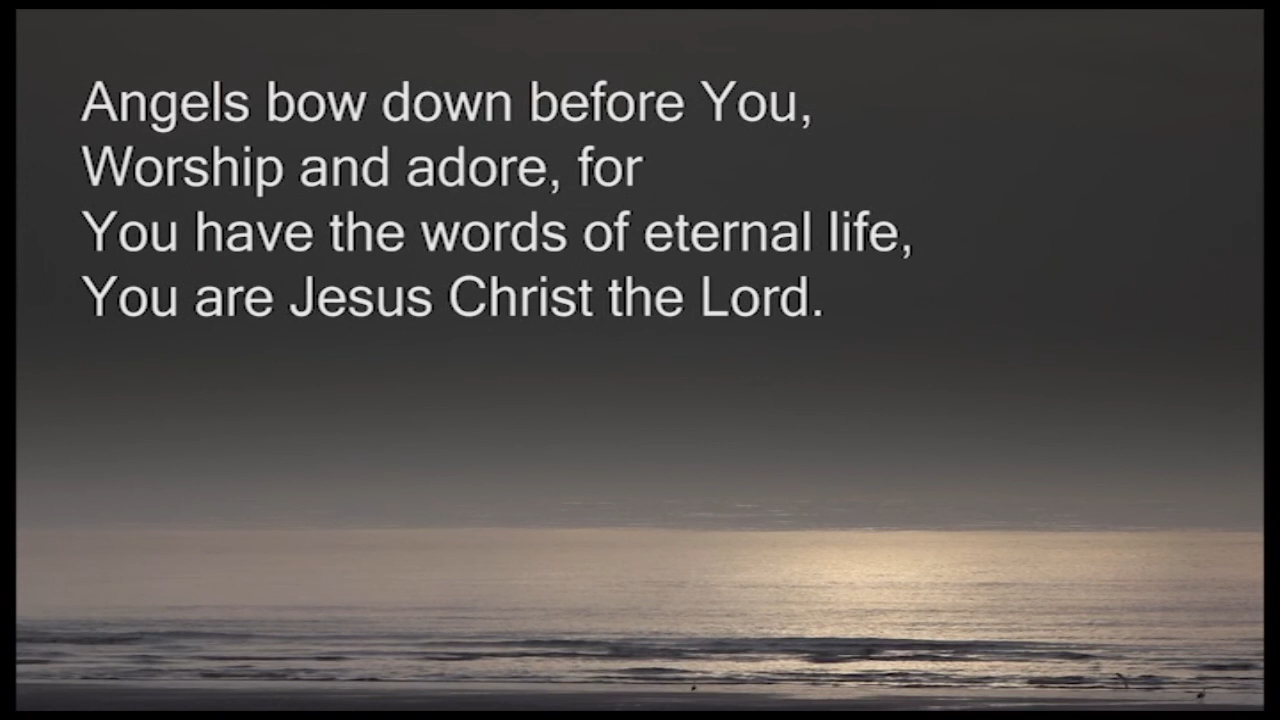 Angels bow down before You,
Worship and adore, for
You have the words of eternal life,
You are Jesus Christ the Lord.